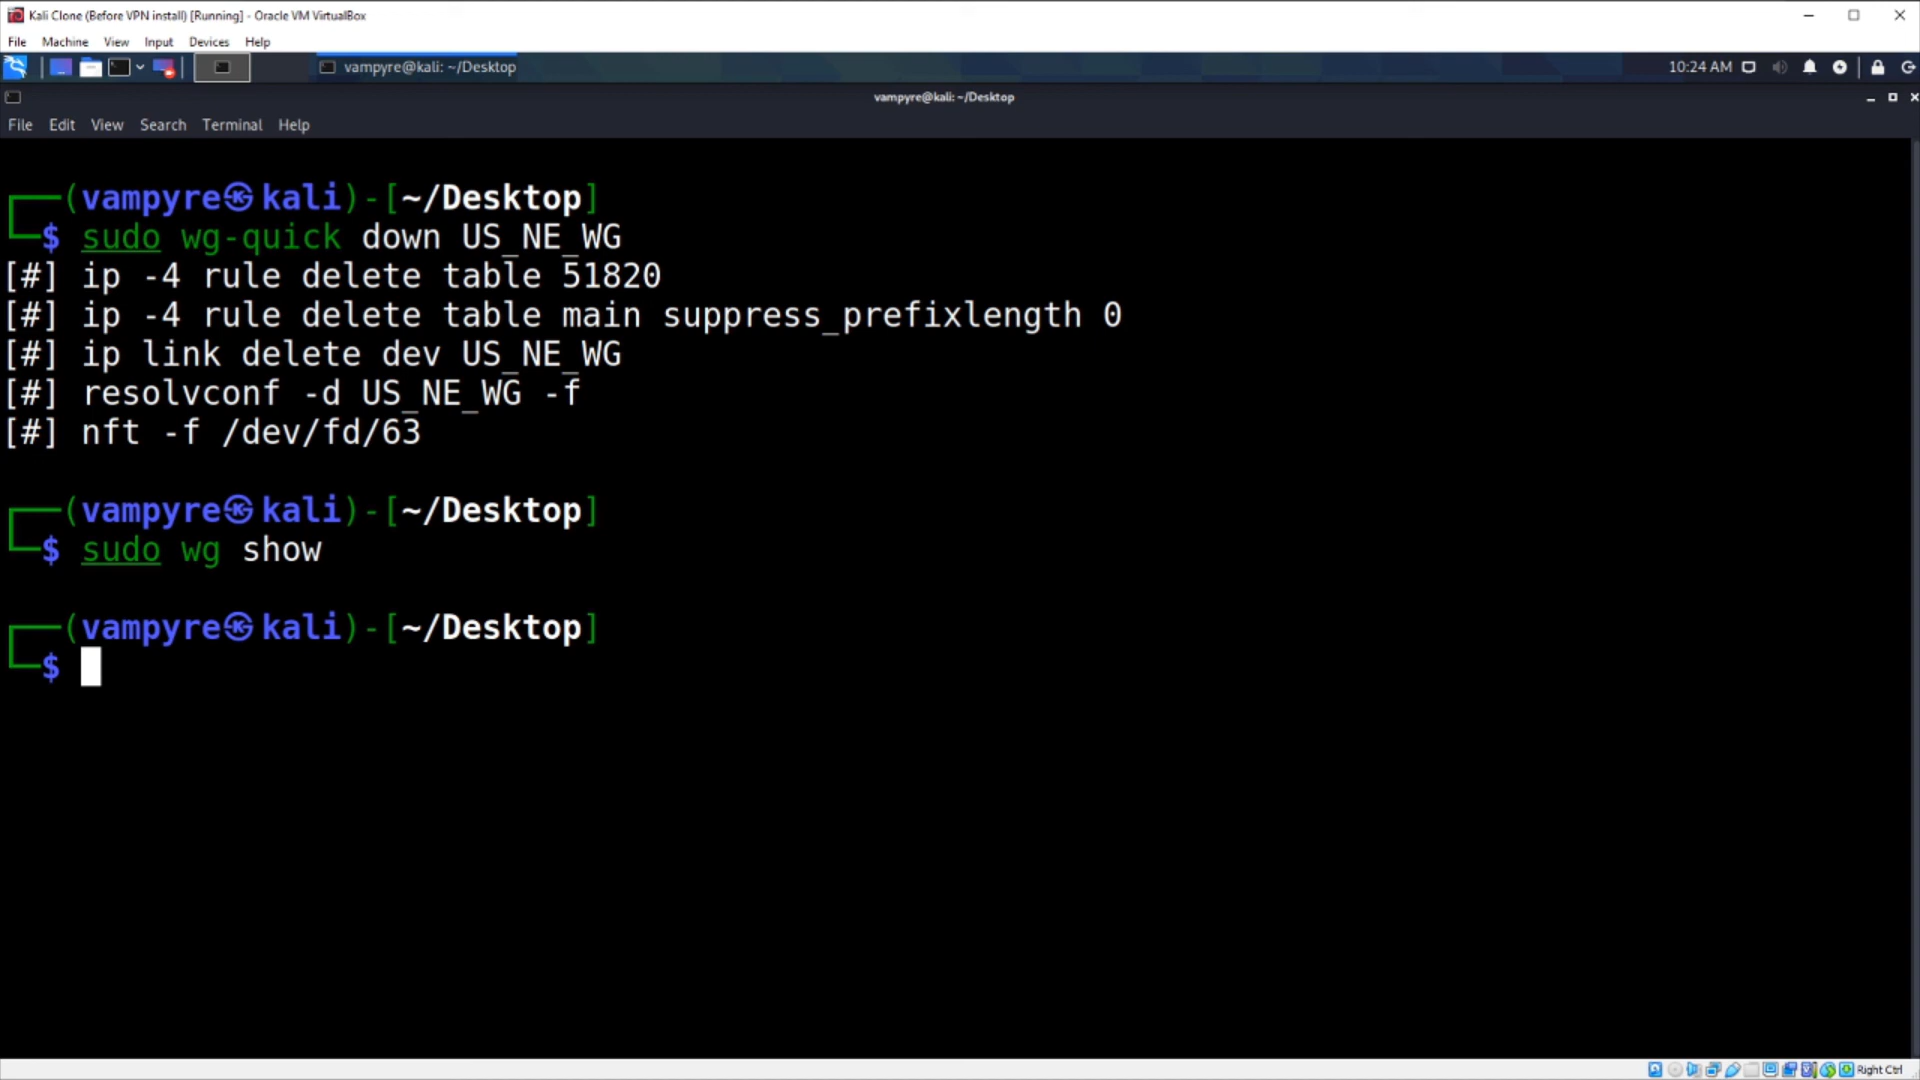 Kali Clone (Before VPN install) [Running] - Oracle VM VirtualBox
File Machine View Input Devices Help
vampyre@kali: ~/Desktop
10:24 AM
vampyre@kali: ~/Desktop
File Edit View Search Terminal Help
┌──(vampyre㉿kali)-[~/Desktop]
└─$ sudo wg-quick down US_NE_WG
[#] ip -4 rule delete table 51820
[#] ip -4 rule delete table main suppress_prefixlength 0
[#] ip link delete dev US_NE_WG
[#] resolvconf -d US_NE_WG -f
[#] nft -f /dev/fd/63
┌──(vampyre㉿kali)-[~/Desktop]
└─$ sudo wg show
┌──(vampyre㉿kali)-[~/Desktop]
└─$
Right Ctrl